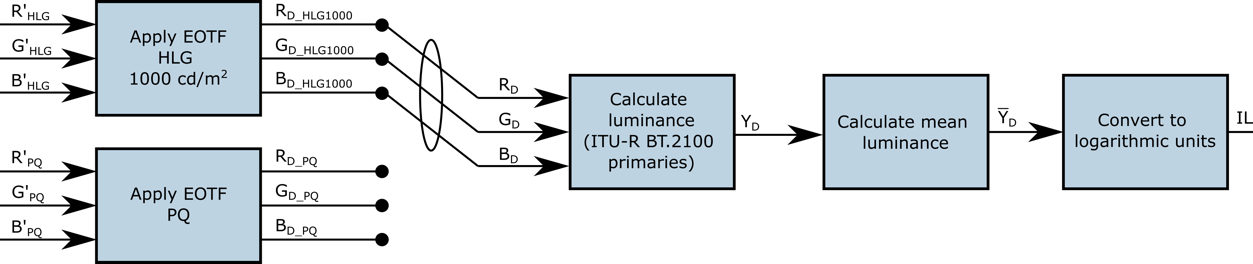 R'HLG
G'HLG
B'HLG
Apply EOTF
HLG
1000 cd/m²
RD_HLG1000
GD_HLG1000
BD_HLG1000
R'PQ
G'PQ
B'PQ
Apply EOTF
PQ
RD_PQ
GD_PQ
BD_PQ
RD
GD
BD
Calculate
luminance
(ITU-R BT.2100
primaries)
YD
Calculate mean
luminance
Y̅D
Convert to
logarithmic units
IL